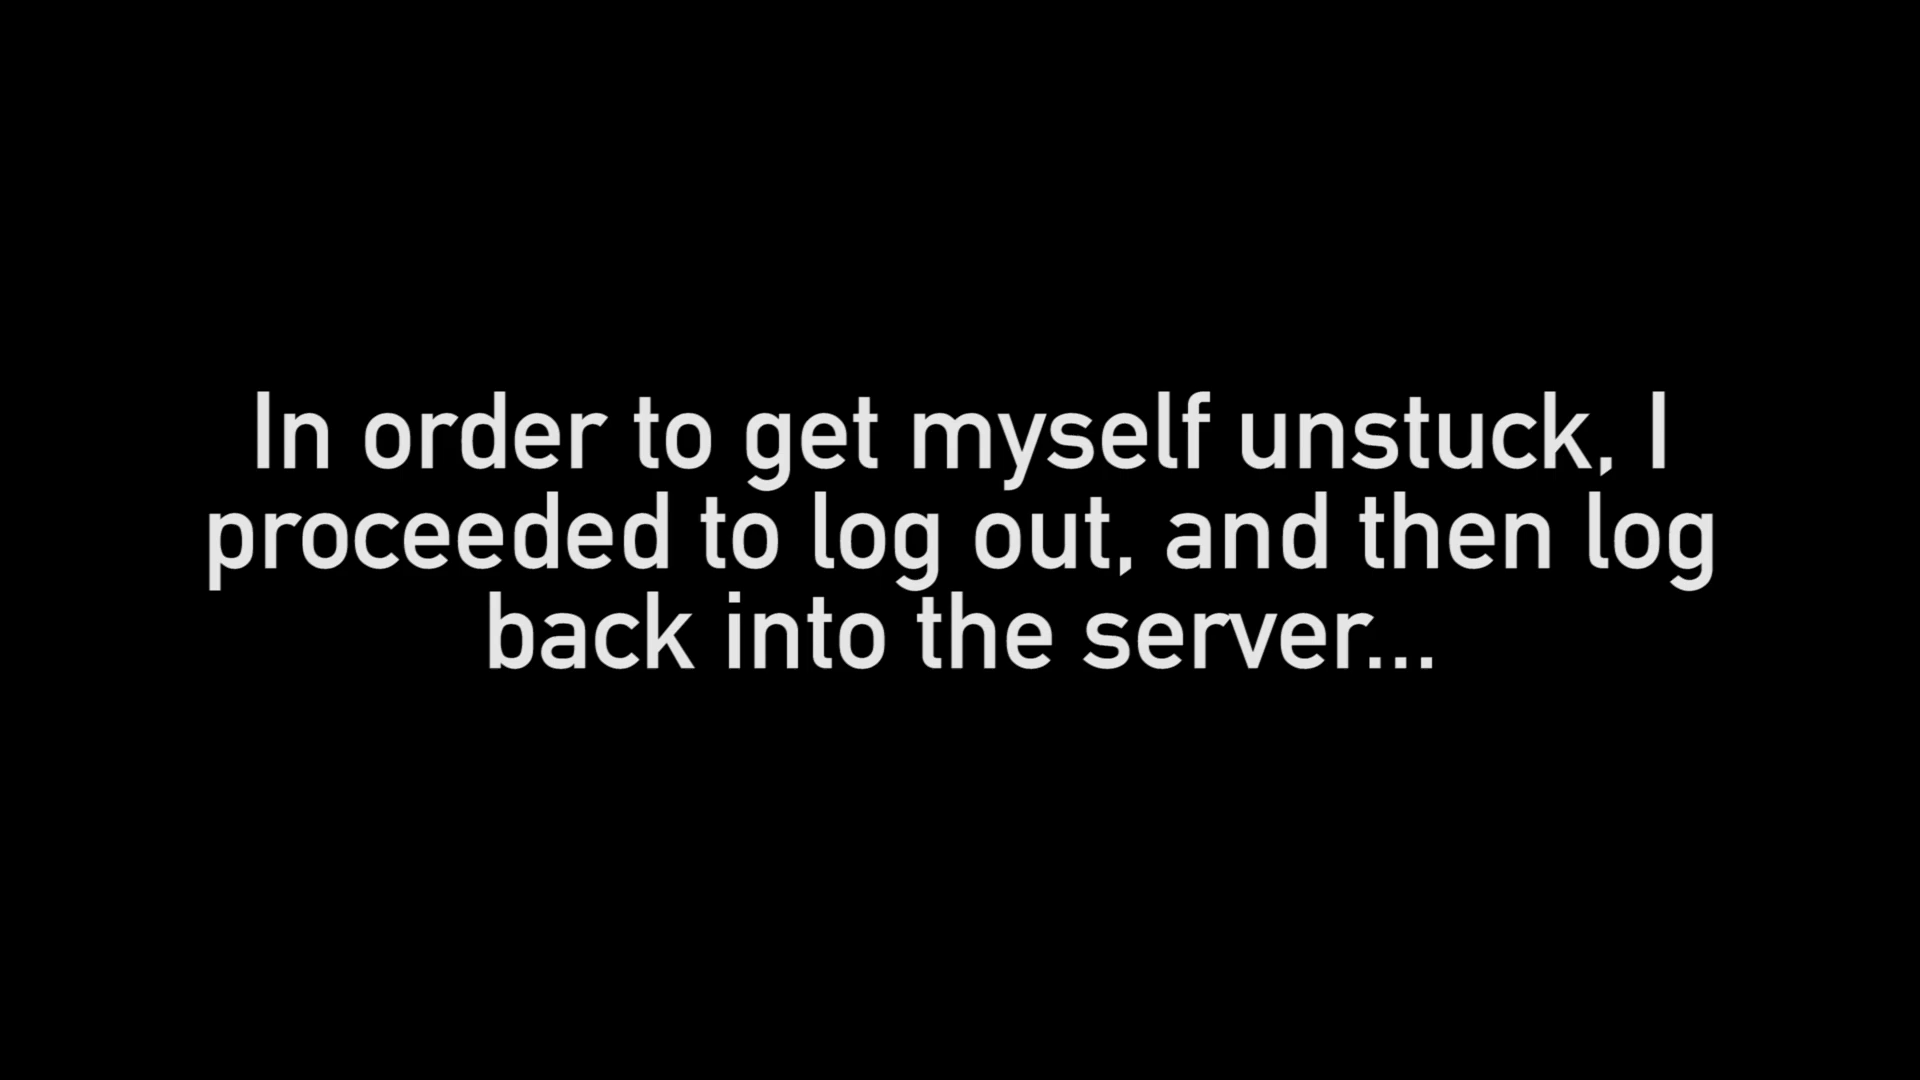 In order to get myself unstuck, I
proceeded to log out, and then log
back into the server...